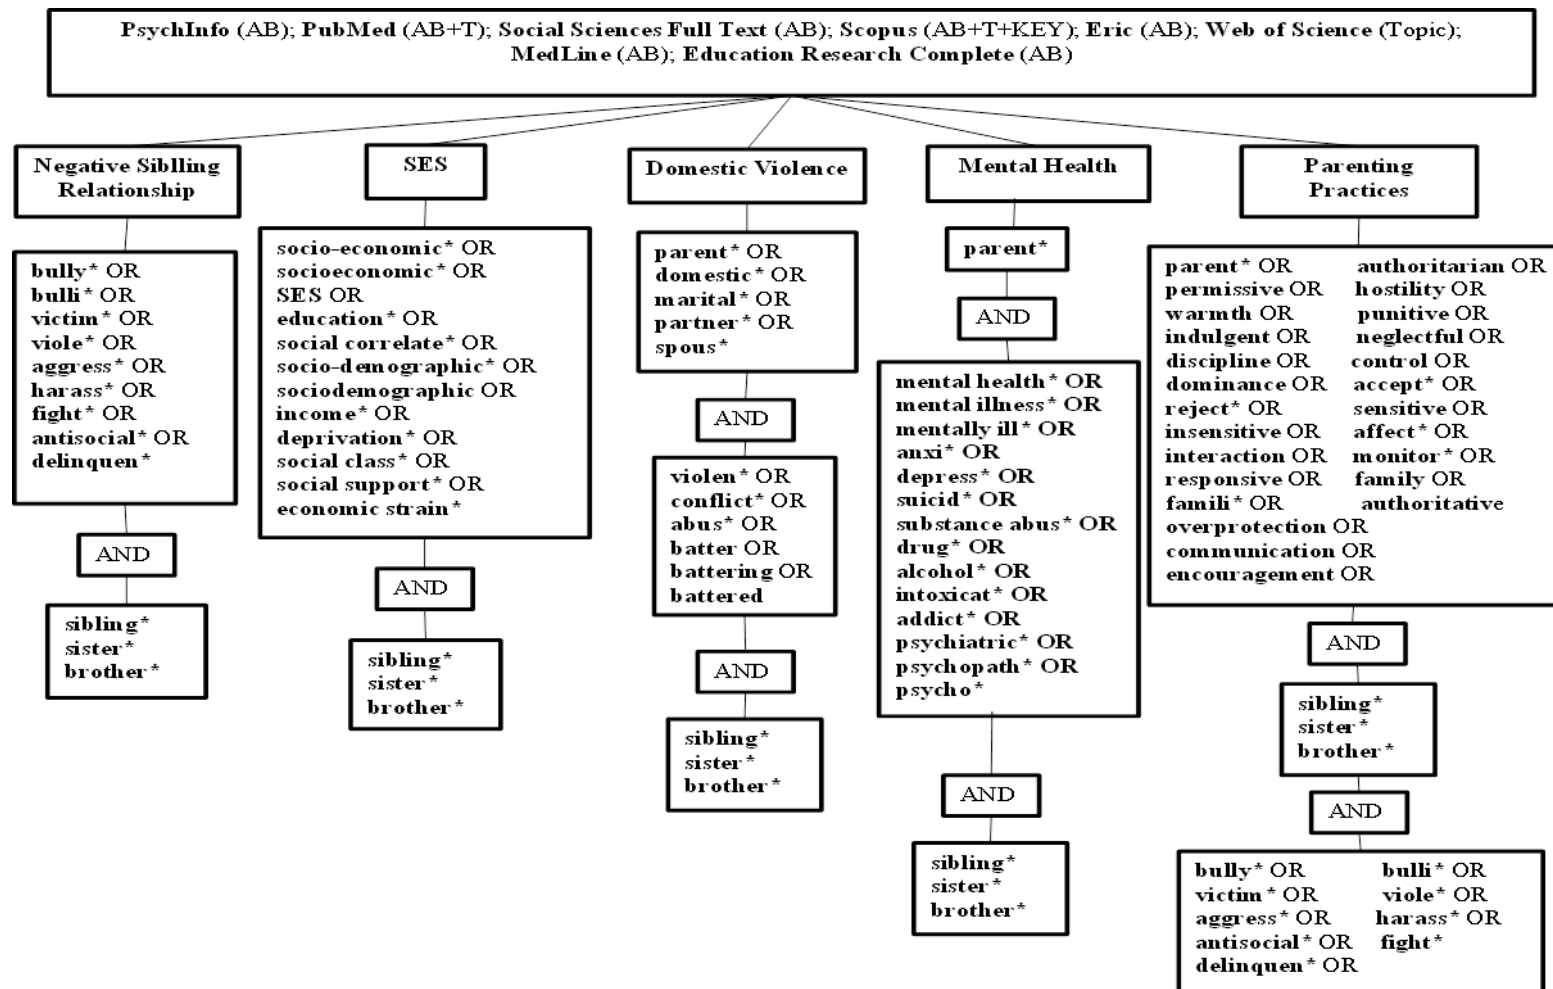 PsychInfo (AB); PubMed (AB+T); Social Sciences Full Text (AB); Scopus (AB+T+KEY); Eric (AB); Web of Science (Topic);
MedLine (AB); Education Research Complete (AB)
Negative Siblling
Relationship
bully* OR
bulli* OR
victim* OR
viole* OR
aggress* OR
harass* OR
fight* OR
antisocial* OR
delinquen*
AND
sibling*
sister*
brother*
SES
socio-economic* OR
socioeconomic* OR
SES OR
education* OR
social correlate* OR
socio-demographic* OR
sociodemographic OR
income* OR
deprivation* OR
social class* OR
social support* OR
economic strain*
AND
sibling*
sister*
brother*
Domestic Violence
parent* OR
domestic* OR
marital* OR
partner* OR
spous*
AND
violen* OR
conflict* OR
abus* OR
batter OR
battering OR
battered
AND
sibling*
sister*
brother*
Mental Health
parent*
AND
mental health* OR
mental illness* OR
mentally ill* OR
anxi* OR
depress* OR
suicid* OR
substance abus* OR
drug* OR
alcohol* OR
intoxicat* OR
addict* OR
psychiatric* OR
psychopath* OR
psycho*
AND
sibling*
sister*
brother*
Parenting
Practices
parent* OR authoritarian OR
permissive OR hostility OR
warmth OR punitive OR
indulgent OR neglectful OR
discipline OR control OR
dominance OR accept* OR
reject* OR sensitive OR
insensitive OR affect* OR
interaction OR monitor* OR
responsive OR family OR
famili* OR authoritative
overprotection OR
communication OR
encouragement OR
AND
sibling*
sister*
brother*
AND
bully* OR bulli* OR
victim* OR viole* OR
aggress* OR harass* OR
antisocial* OR fight*
delinquen* OR